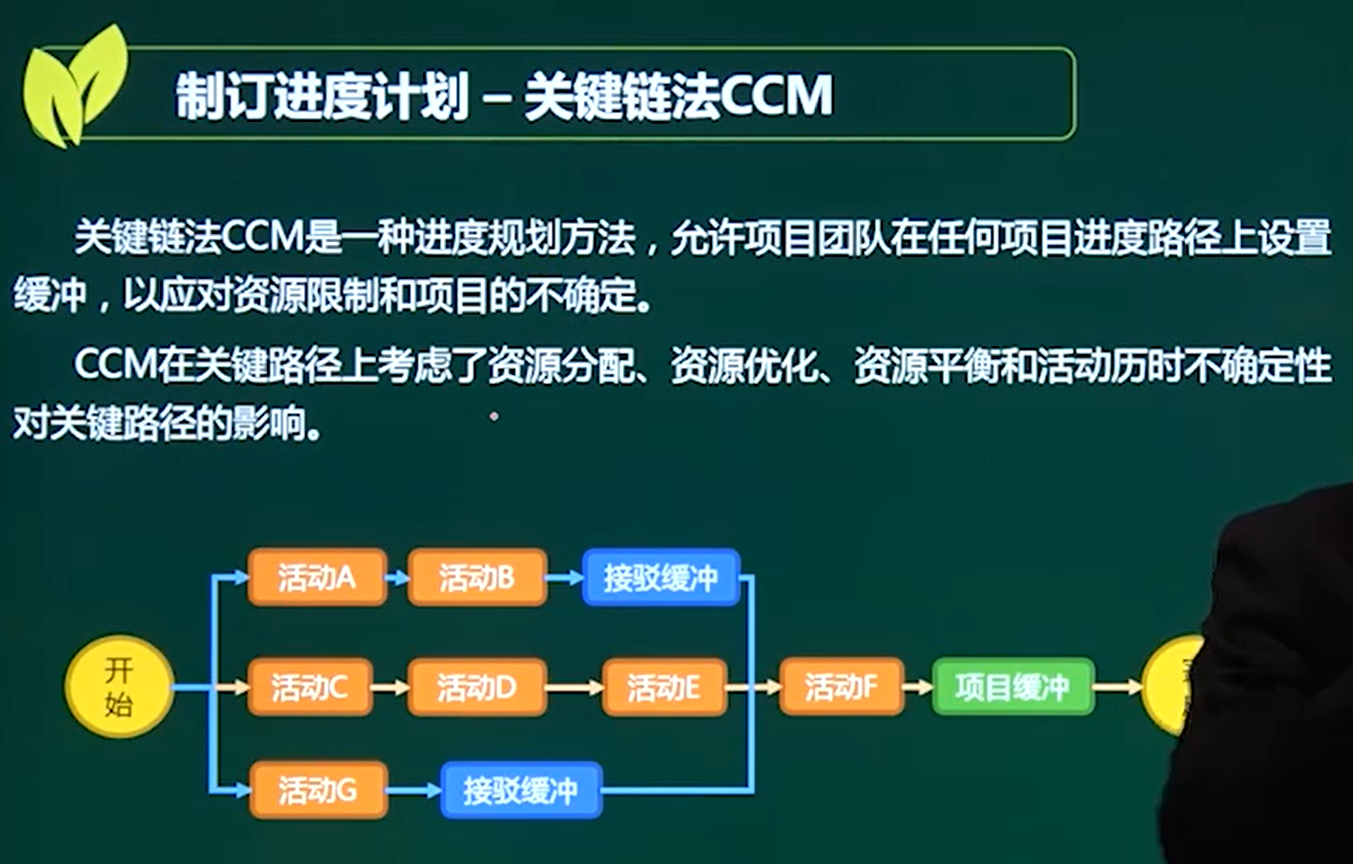 制订进度计划 – 关键链法CCM
关键链法CCM是一种进度规划方法，允许项目团队在任何项目进度路径上设置
缓冲，以应对资源限制和项目的不确定。
CCM在关键路径上考虑了资源分配、资源优化、资源平衡和活动历时不确定性
对关键路径的影响。
活动A
活动B
接驳缓冲
开
始
活动C
活动D
活动E
活动F
项目缓冲
活动G
接驳缓冲